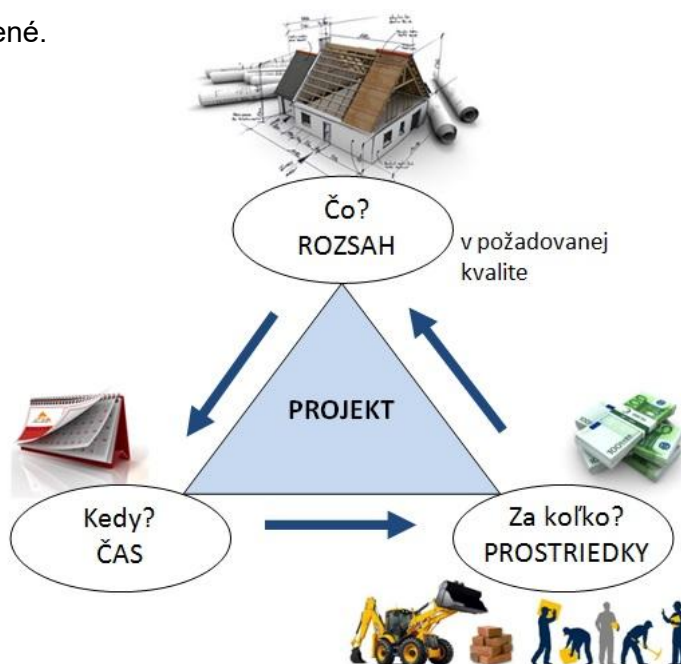 ené.
Čo?
ROZSAH
v požadovanej
kvalite
PROJEKT
Kedy?
ČAS
Za koľko?
PROSTRIEDKY